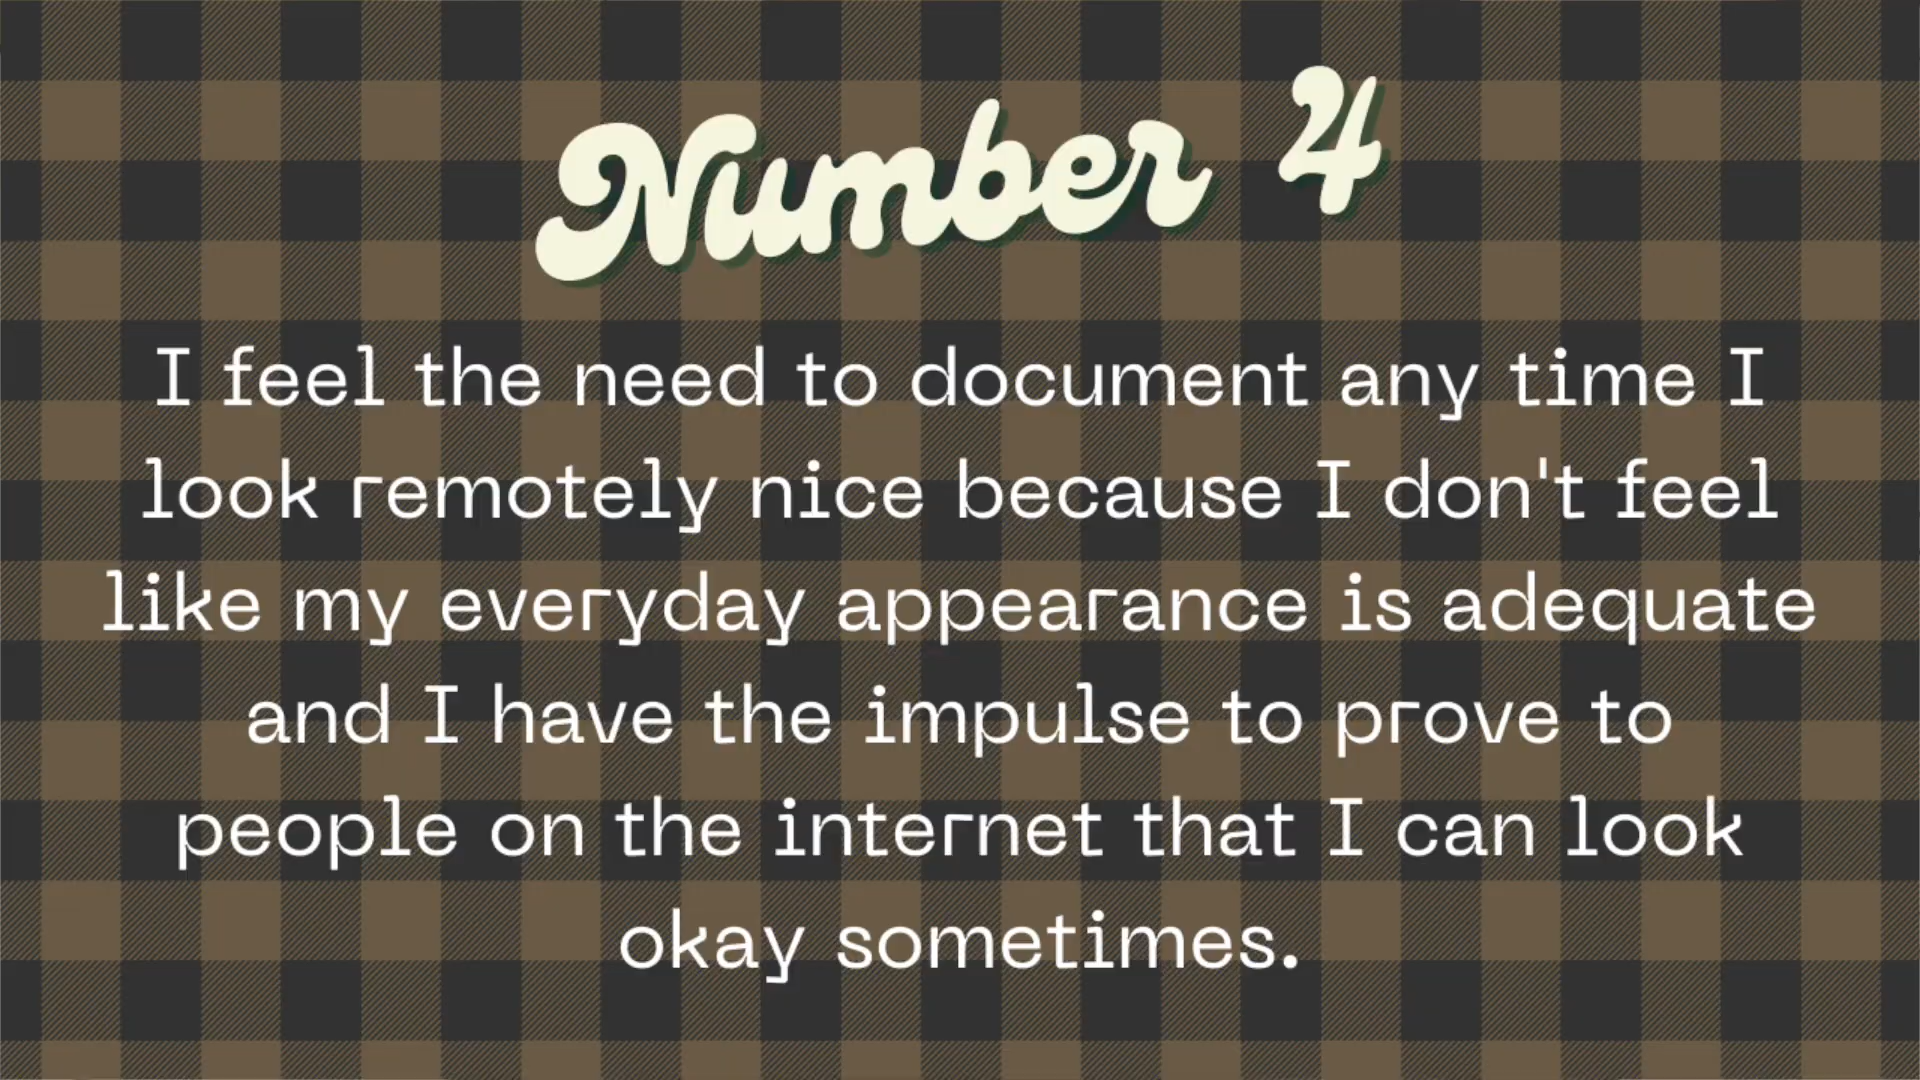 Number 4
I feel the need to document any time I
look remotely nice because I don't feel
like my everyday appearance is adequate
and I have the impulse to prove to
people on the internet that I can look
okay sometimes.